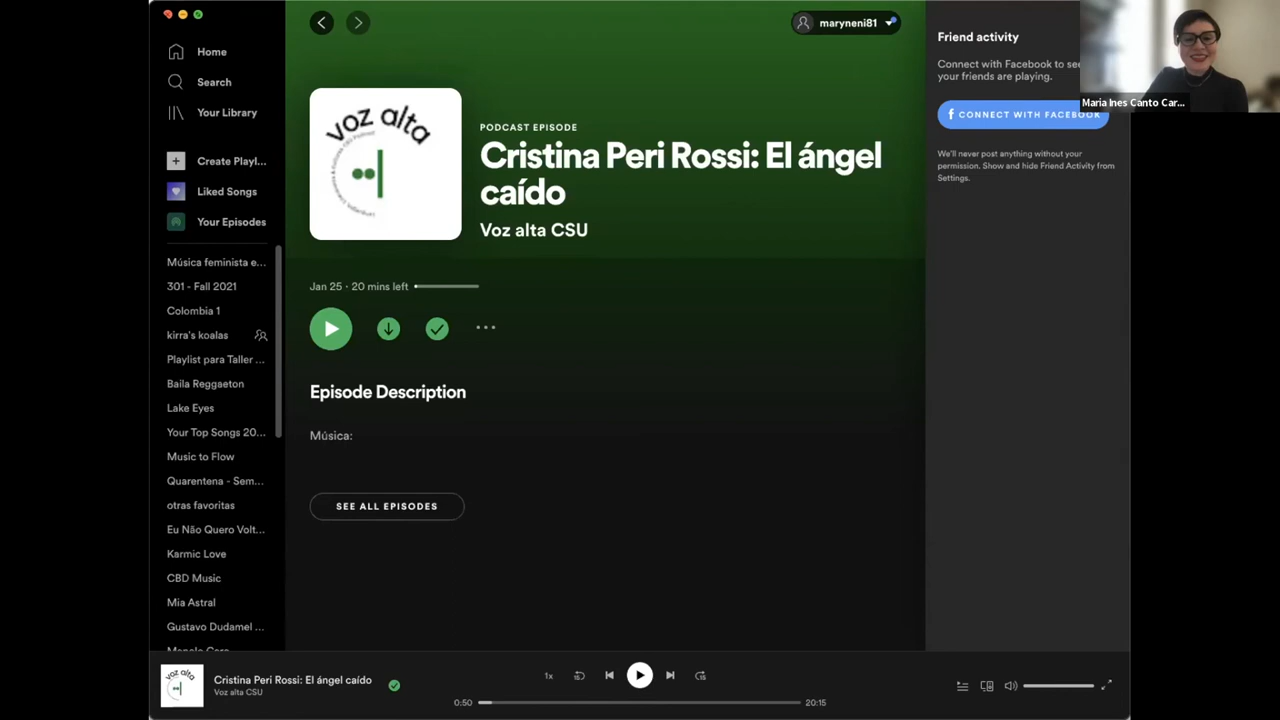 Home
Search
Your Library
Create Playl...
Liked Songs
Your Episodes
Música feminista e...
301 - Fall 2021
Colombia 1
kirra's koalas
Playlist para Taller ...
Baila Reggaeton
Lake Eyes
Your Top Songs 20...
Music to Flow
Quarentena - Sem...
otras favoritas
Eu Não Quero Volt...
Karmic Love
CBD Music
Mia Astral
Gustavo Dudamel ...
maryneni81
voz alta
PODCAST EPISODE
Cristina Peri Rossi: El ángel
caído
Voz alta CSU
Jan 25 · 20 mins left
Episode Description
Música:
SEE ALL EPISODES
Friend activity
Connect with Facebook to see
your friends are playing.
CONNECT WITH FACEBOOK
We'll never post anything without your
permission. Show and hide Friend Activity from
Settings.
Maria Ines Canto Car...
voz alta
Cristina Peri Rossi: El ángel caído
Voz alta CSU
1x
15
15
0:50
20:15